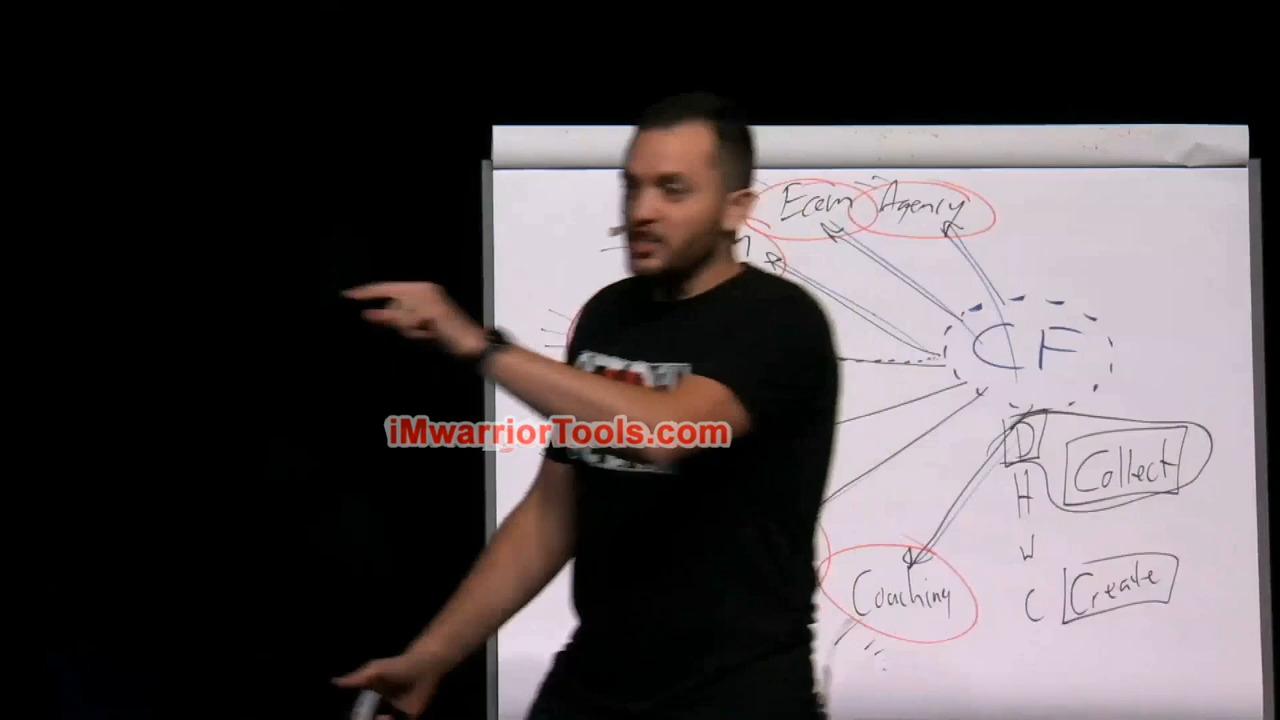 Ecom Agency
CF
iMwarriorTools.com
D
Collect
H
W
Coaching
C
Create